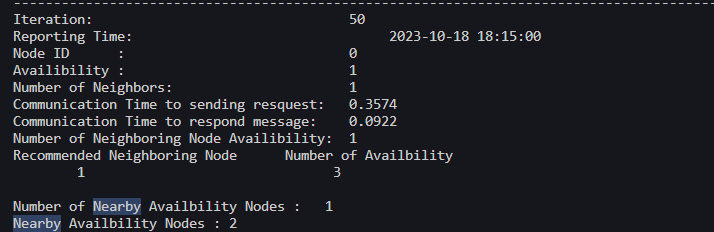 Iteration: 50
Reporting Time: 2023-10-18 18:15:00
Node ID : 0
Availibility : 1
Number of Neighbors: 1
Communication Time to sending resquest: 0.3574
Communication Time to respond message: 0.0922
Number of Neighboring Node Availibility: 1
Recommended Neighboring Node Number of Availbility
1 3
Number of Nearby Availbility Nodes : 1
Nearby Availbility Nodes : 2